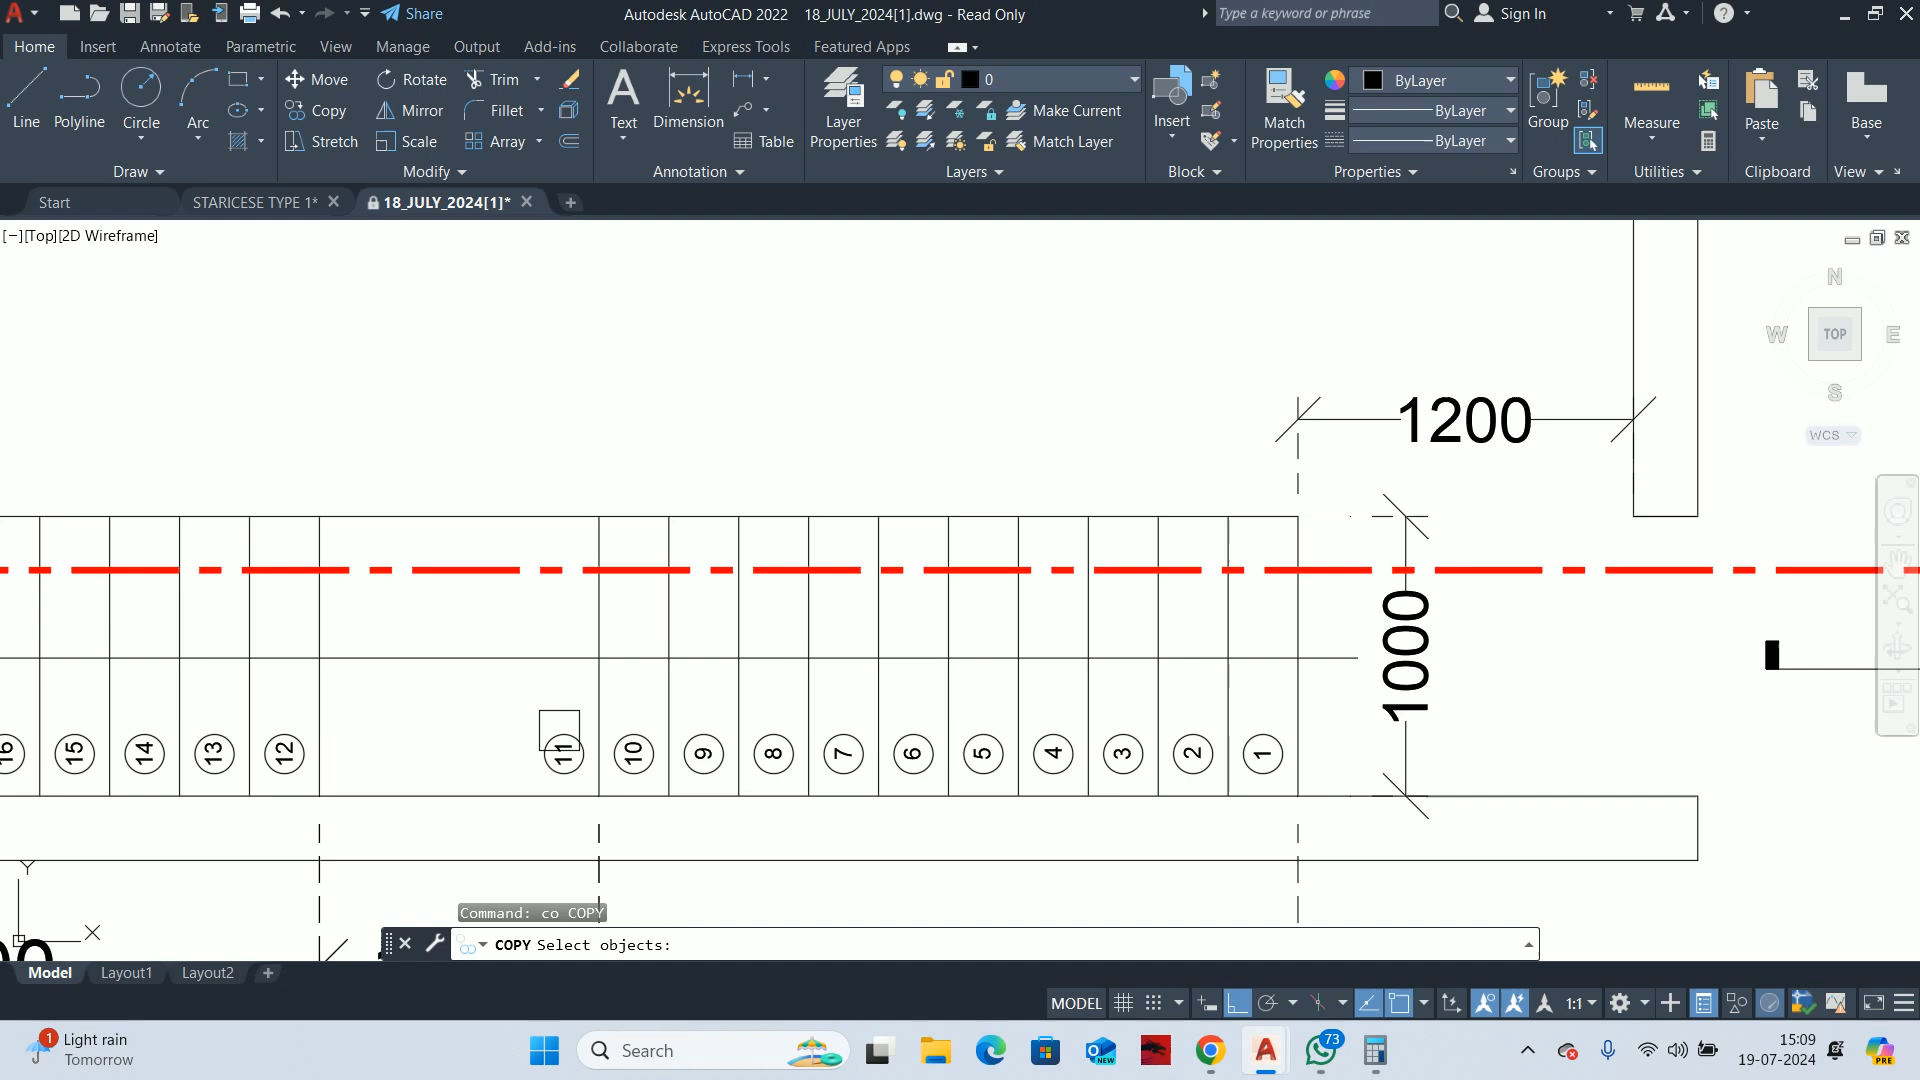 Share
Autodesk AutoCAD 2022 18_JULY_2024[1].dwg - Read Only
Type a keyword or phrase
Sign In
Home Insert Annotate Parametric View Manage Output Add-ins Collaborate Express Tools Featured Apps
Line
Polyline
Circle
Arc
Move
Copy
Stretch
Rotate
Mirror
Scale
Trim
Fillet
Array
Text
Dimension
Table
Layer
Properties
0
Make Current
Match Layer
Insert
Match
Properties
ByLayer
ByLayer
ByLayer
Group
Measure
Paste
Base
Draw Modify Annotation Layers Block Properties Groups Utilities Clipboard View
Start STARICESE TYPE 1* 18_JULY_2024[1]*
[−][Top][2D Wireframe]
N
W TOP E
S
WCS
1200
1000
16 15 14 13 12 11 10 9 8 7 6 5 4 3 2 1
Y
X
Command: co COPY
COPY Select objects:
Model Layout1 Layout2
MODEL
1:1
1
Light rain
Tomorrow
Search
NEW
73
15:09
19-07-2024
PRE